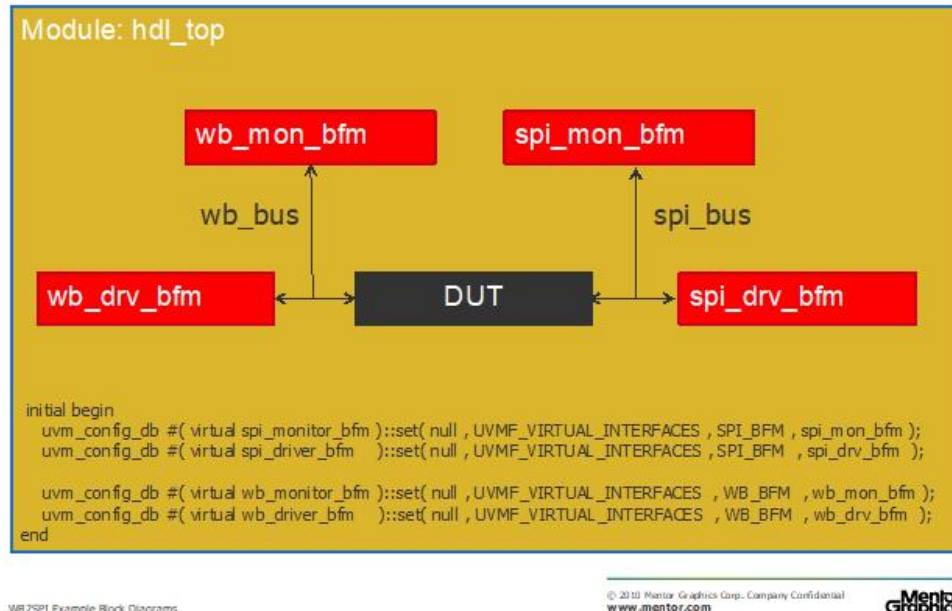 Module: hdl_top
wb_mon_bfm
spi_mon_bfm
wb_bus
spi_bus
wb_drv_bfm
DUT
spi_drv_bfm
initial begin
uvm_config_db #( virtual spi_monitor_bfm )::set( null , UVMF_VIRTUAL_INTERFACES , SPI_BFM , spi_mon_bfm );
uvm_config_db #( virtual spi_driver_bfm )::set( null , UVMF_VIRTUAL_INTERFACES , SPI_BFM , spi_drv_bfm );
uvm_config_db #( virtual wb_monitor_bfm )::set( null , UVMF_VIRTUAL_INTERFACES , WB_BFM , wb_mon_bfm );
uvm_config_db #( virtual wb_driver_bfm )::set( null , UVMF_VIRTUAL_INTERFACES , WB_BFM , wb_drv_bfm );
end
WB2SPI Example Block Diagrams
© 2010 Mentor Graphics Corp. Company Confidential
www.mentor.com